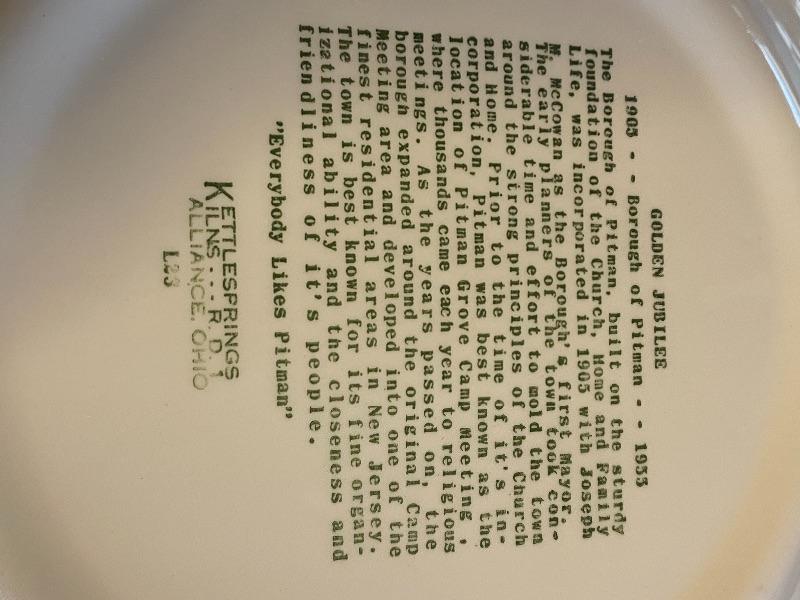 GOLDEN JUBILEE
1905 - - Borough of Pitman - - 1955
The Borough of Pitman, built on the sturdy
foundation of the Church, Home and Family
Life, was incorporated in 1905 with Joseph
M. McCowan as the Borough's first Mayor.
The early planners of the town took con-
siderable time and effort to mold the town
around the strong principles of the Church
and Home. Prior to the time of it's in-
corporation, Pitman was best known as the
location of Pitman Grove Camp Meeting,
where thousands came each year to religious
meetings. As the years passed on, the
borough expanded around the original Camp
Meeting area and developed into one of the
finest residential areas in New Jersey.
The town is best known for its fine organ-
izational ability and the closeness and
friendliness of it's people.
"Everybody Likes Pitman"
KETTLESPRINGS
KILNS --- R.D. 1
ALLIANCE, OHIO
L23